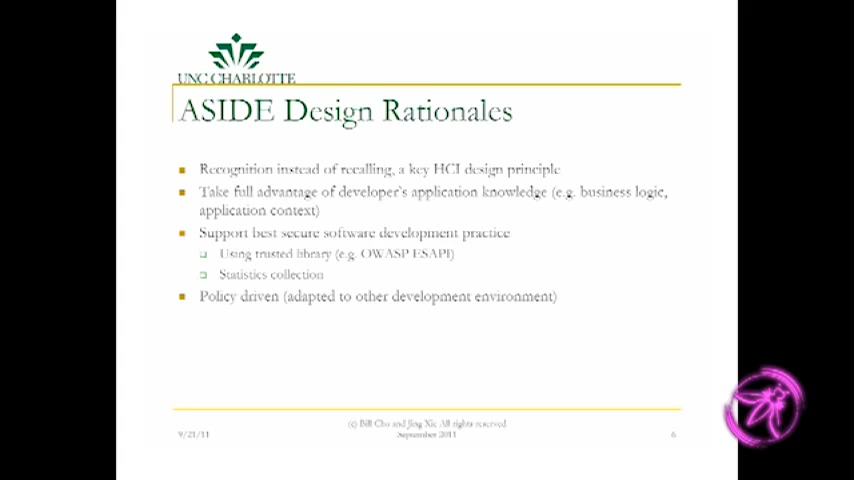 UNC CHARLOTTE
ASIDE Design Rationales
Recognition instead of recalling, a key HCI design principle
Take full advantage of developer's application knowledge (e.g. business logic,
application context)
Support best secure software development practice
Using trusted library (e.g. OWASP ESAPI)
Statistics collection
Policy driven (adapted to other development environment)
(c) Bill Chu and Jing Xie All rights reserved
9/21/11
September 2011
6